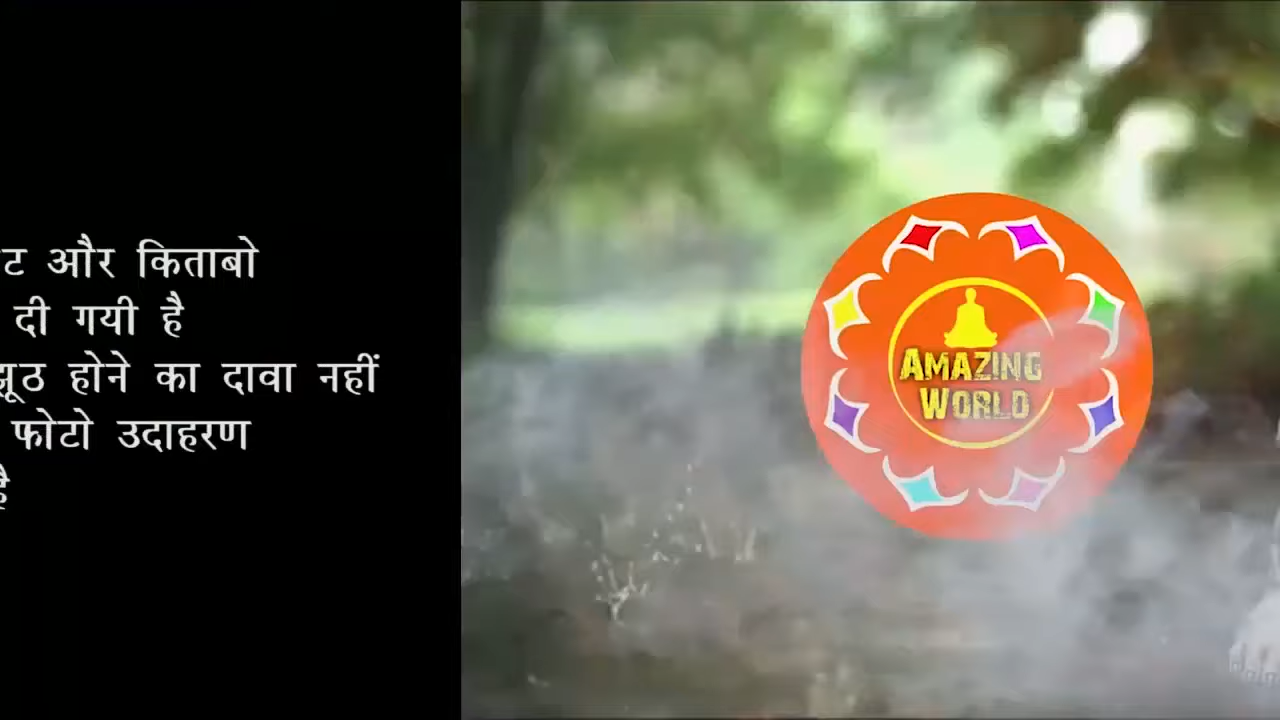 और किताबो
दी गयी है
होने का दावा नहीं
फोटो उदाहरण
है
AMAZING
WORLD